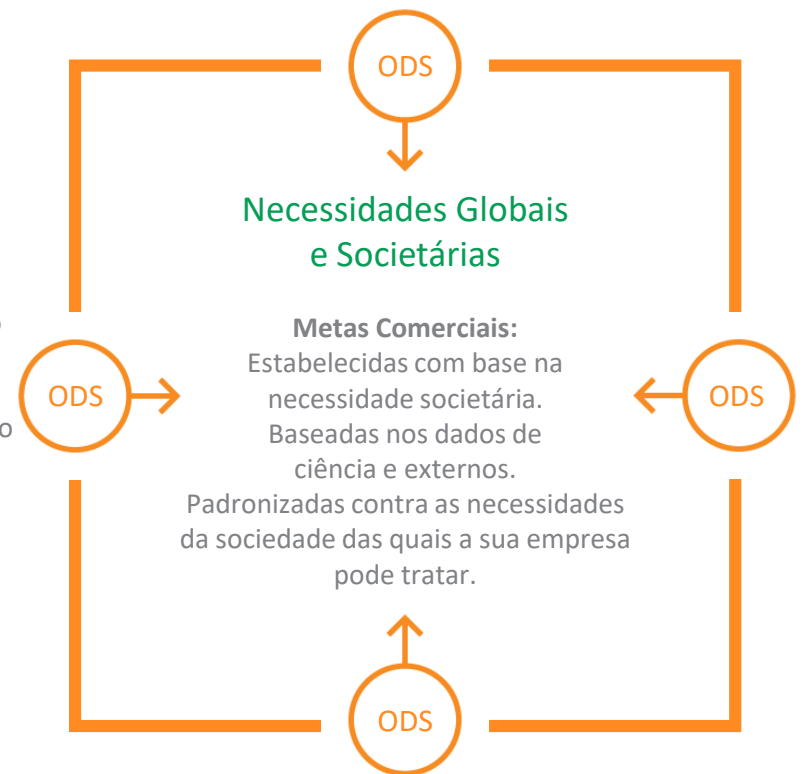 ODS
Necessidades Globais
e Societárias
Metas Comerciais:
Estabelecidas com base na
necessidade societária.
ODS
ODS
Baseadas nos dados de
ciência e externos.
Padronizadas contra as necessidades
da sociedade das quais a sua empresa
pode tratar.
ODS